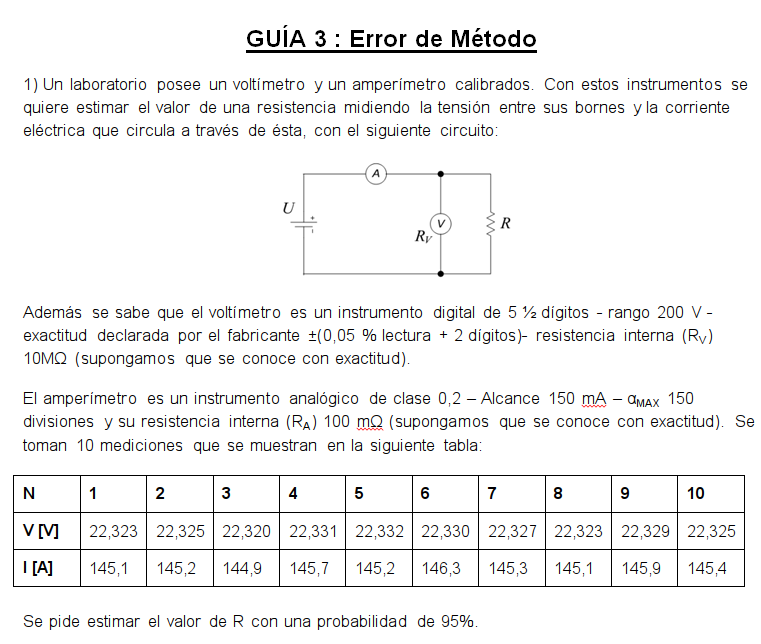 GUÍA 3 : Error de Método
1) Un laboratorio posee un voltímetro y un amperímetro calibrados. Con estos instrumentos se
quiere estimar el valor de una resistencia midiendo la tensión entre sus bornes y la corriente
eléctrica que circula a través de ésta, con el siguiente circuito:
A
U
+
V
R
R_V
Además se sabe que el voltímetro es un instrumento digital de 5 ½ dígitos - rango 200 V -
exactitud declarada por el fabricante ±(0,05 % lectura + 2 dígitos)- resistencia interna (R_V)
10MΩ (supongamos que se conoce con exactitud).
El amperímetro es un instrumento analógico de clase 0,2 – Alcance 150 mA – α_MAX 150
divisiones y su resistencia interna (R_A) 100 mΩ (supongamos que se conoce con exactitud). Se
toman 10 mediciones que se muestran en la siguiente tabla:
N 1 2 3 4 5 6 7 8 9 10
V [V] 22,323 22,325 22,320 22,331 22,332 22,330 22,327 22,323 22,329 22,325
I [A] 145,1 145,2 144,9 145,7 145,2 146,3 145,3 145,1 145,9 145,4
Se pide estimar el valor de R con una probabilidad de 95%.